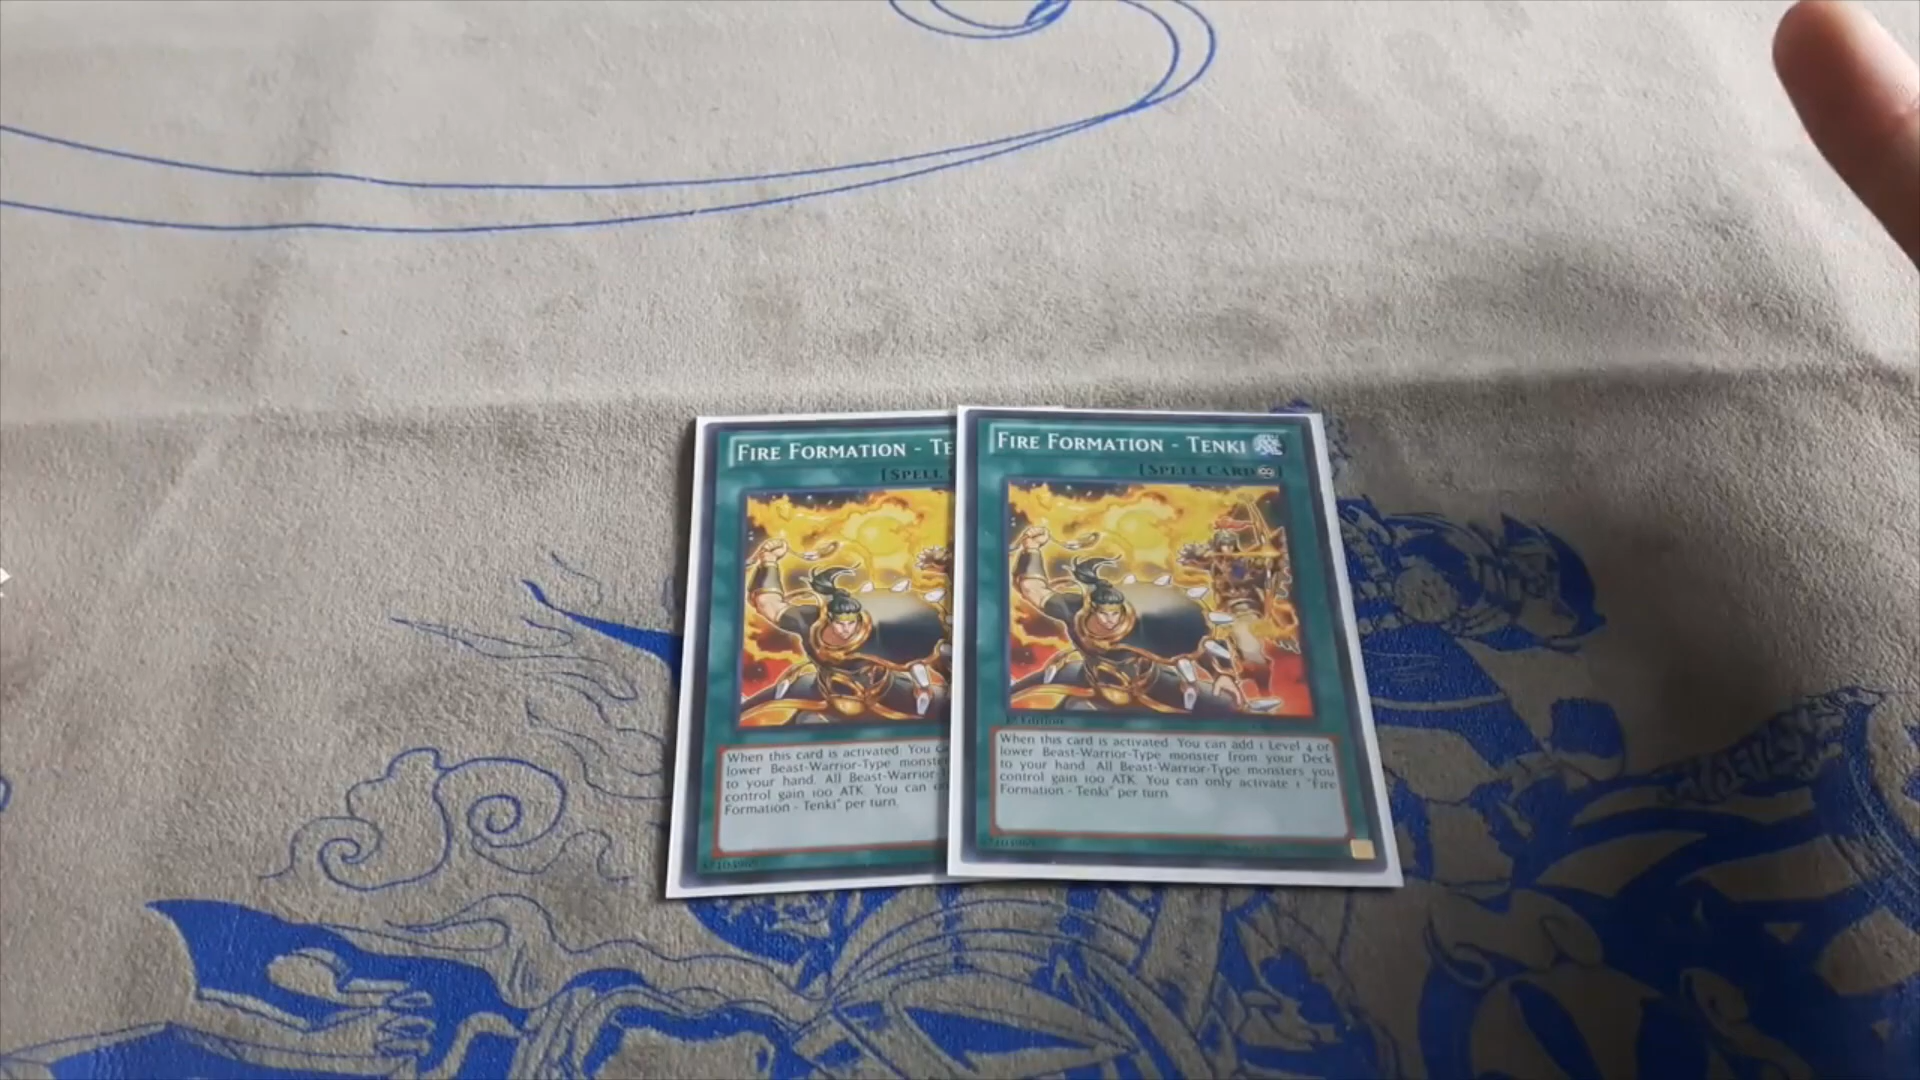 FIRE FORMATION - TE
[SPELL
When this card is activated: You ca
lower Beast-Warrior-Type monste
to your hand. All Beast-Warrior-T
control gain 100 ATK. You can on
Formation - Tenki" per turn.
FIRE FORMATION - TENKI
[SPELL CARD]
1st Edition
When this card is activated: You can add 1 Level 4 or
lower Beast-Warrior-Type monster from your Deck
to your hand. All Beast-Warrior-Type monsters you
control gain 100 ATK. You can only activate 1 "Fire
Formation - Tenki" per turn.